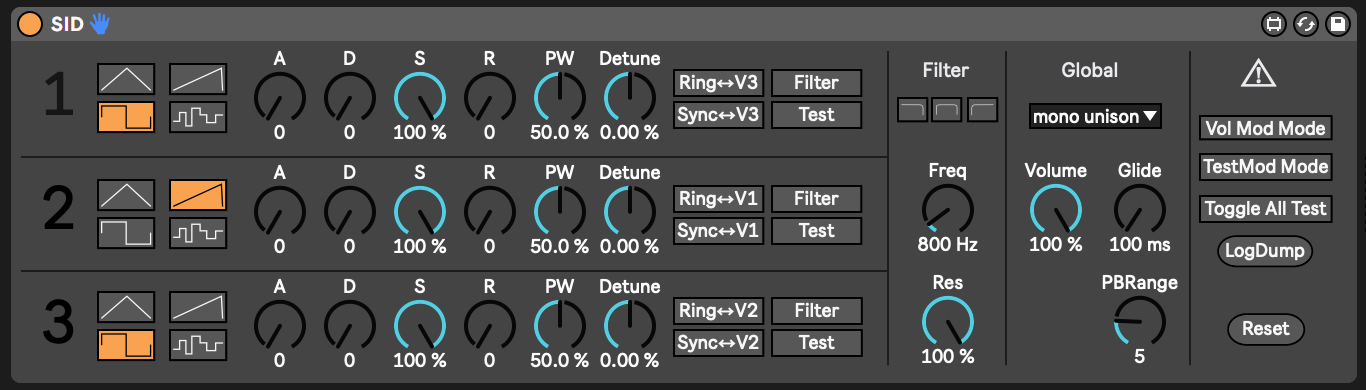 SID
1
A D S R PW Detune
0 0 100 % 0 50.0 % 0.00 %
Ring↔V3 Filter
Sync↔V3 Test
2
A D S R PW Detune
0 0 100 % 0 50.0 % 0.00 %
Ring↔V1 Filter
Sync↔V1 Test
3
A D S R PW Detune
0 0 100 % 0 50.0 % 0.00 %
Ring↔V2 Filter
Sync↔V2 Test
Filter
Freq
800 Hz
Res
100 %
Global
mono unison
Volume Glide
100 % 100 ms
PBRange
5
Vol Mod Mode
TestMod Mode
Toggle All Test
LogDump
Reset